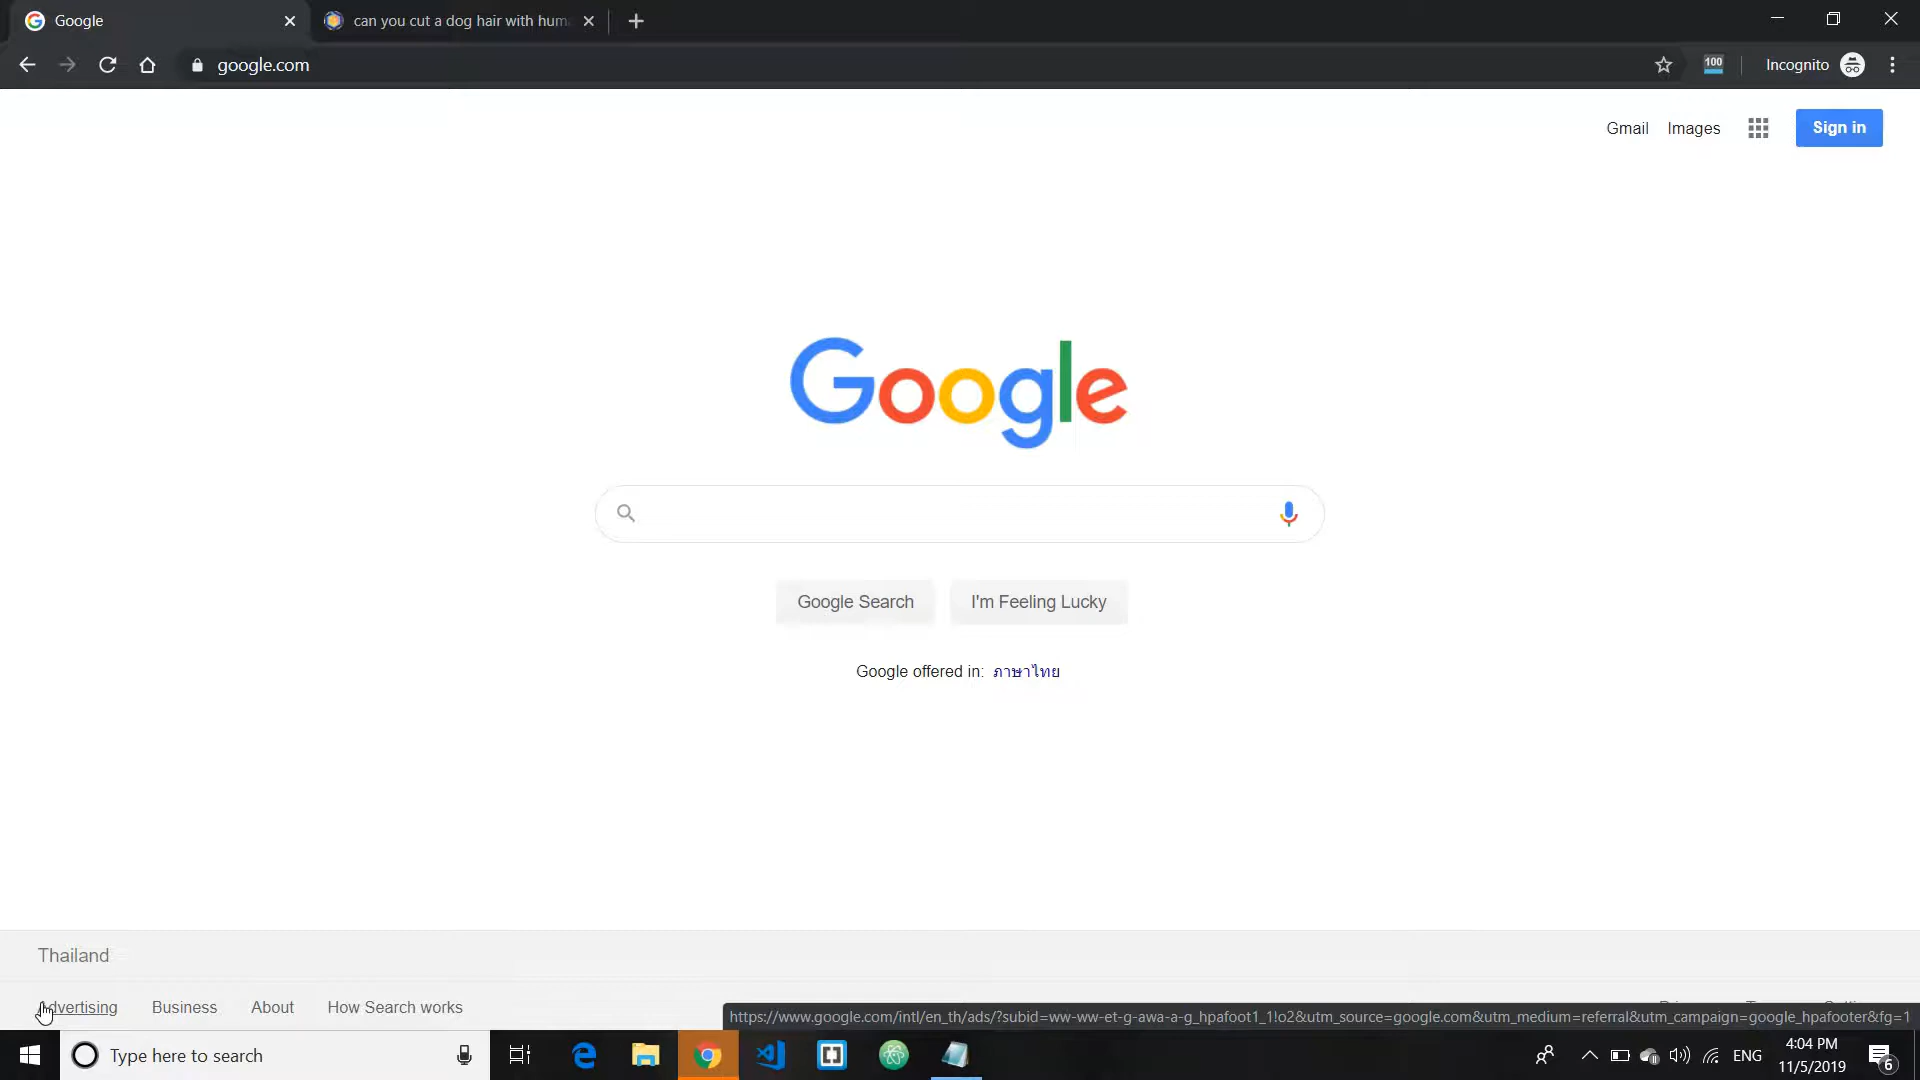 Google
can you cut a dog hair with hum
google.com
100
Incognito
Gmail
Images
Sign in
Google
Google Search
I'm Feeling Lucky
Google offered in: ภาษาไทย
Thailand
Advertising
Business
About
How Search works
https://www.google.com/intl/en_th/ads/?subid=ww-ww-et-g-awa-a-g_hpafoot1_1!o2&utm_source=google.com&utm_medium=referral&utm_campaign=google_hpafooter&fg=1
Type here to search
ENG
4:04 PM
11/5/2019
6